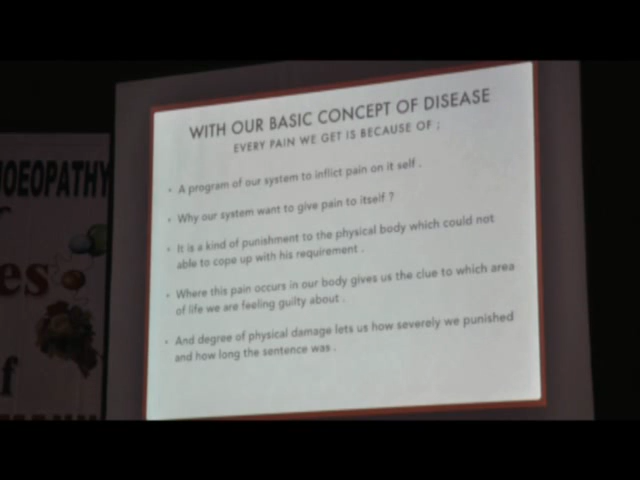 WITH OUR BASIC CONCEPT OF DISEASE
EVERY PAIN WE GET IS BECAUSE OF ;
• A program of our system to inflict pain on it self .
• Why our system want to give pain to itself ?
• It is a kind of punishment to the physical body which could not
able to cope up with his requirement .
• Where this pain occurs in our body gives us the clue to which area
of life we are feeling guilty about .
• And degree of physical damage lets us how severely we punished
and how long the sentence was .
OEOPATHY
es
f